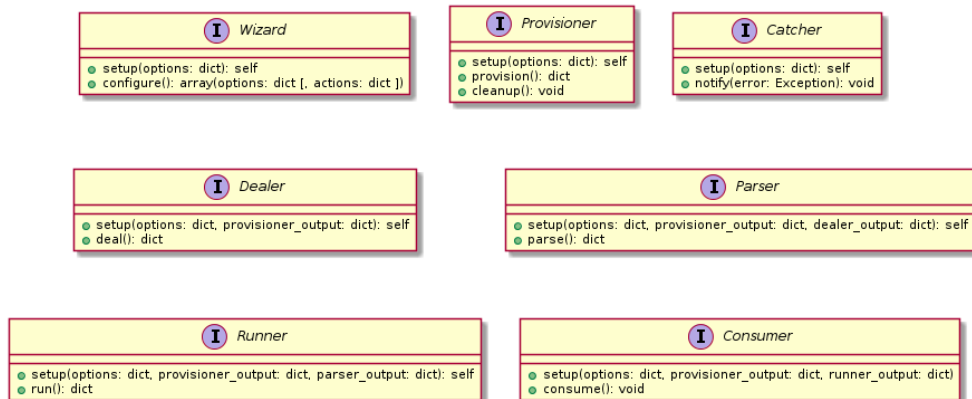 I Wizard
setup(options: dict): self
configure(): array(options: dict [, actions: dict ])
I Provisioner
setup(options: dict): self
provision(): dict
cleanup(): void
I Catcher
setup(options: dict): self
notify(error: Exception): void
I Dealer
setup(options: dict, provisioner_output: dict): self
deal(): dict
I Parser
setup(options: dict, provisioner_output: dict, dealer_output: dict): self
parse(): dict
I Runner
setup(options: dict, provisioner_output: dict, parser_output: dict): self
run(): dict
I Consumer
setup(options: dict, provisioner_output: dict, runner_output: dict)
consume(): void